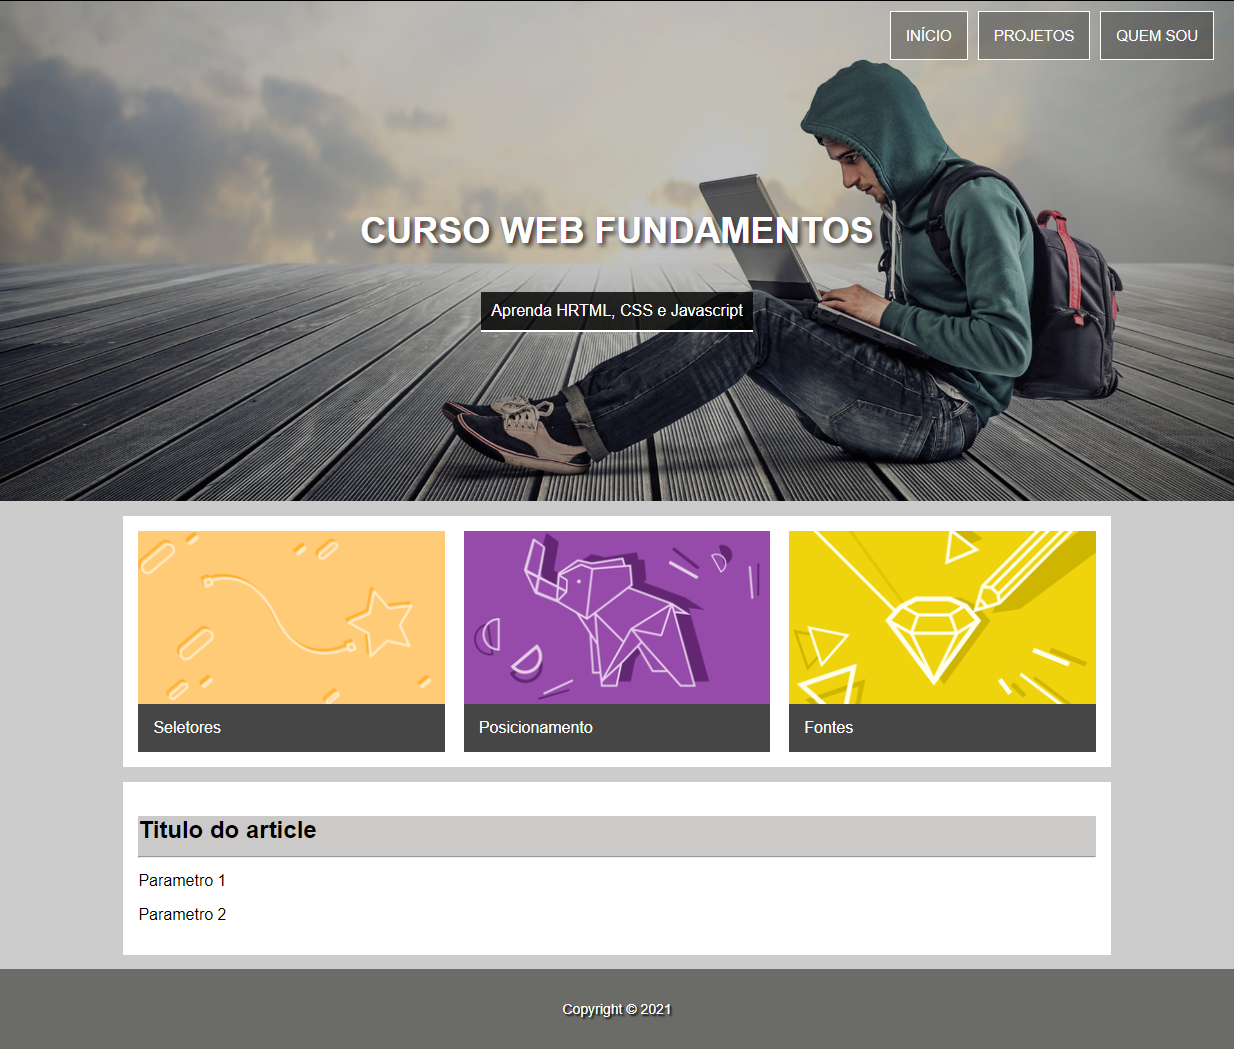 INÍCIO
PROJETOS
QUEM SOU
CURSO WEB FUNDAMENTOS
Aprenda HRTML, CSS e Javascript
Seletores
Posicionamento
Fontes
Titulo do article
Parametro 1
Parametro 2
Copyright © 2021